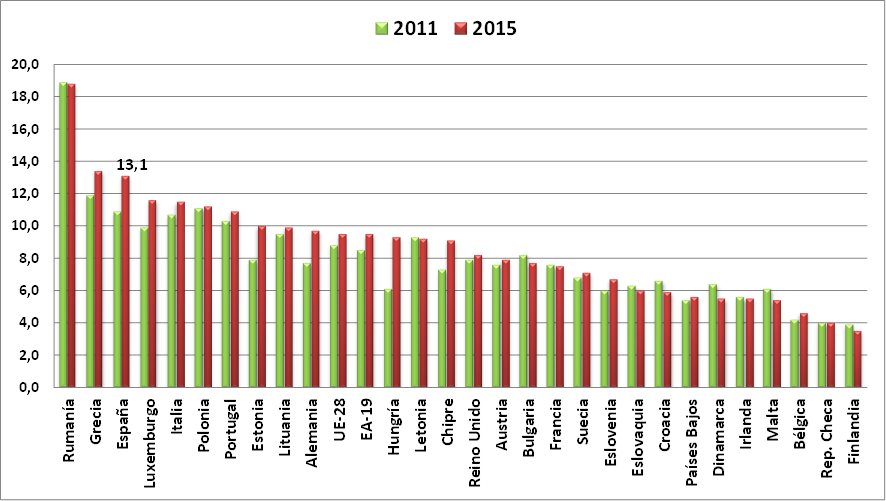 2011 2015
20,0
18,0
16,0
14,0
13,1
12,0
10,0
8,0
6,0
4,0
2,0
0,0
Rumanía
Grecia
España
Luxemburgo
Italia
Polonia
Portugal
Estonia
Lituania
Alemania
UE-28
EA-19
Hungría
Letonia
Chipre
Reino Unido
Austria
Bulgaria
Francia
Suecia
Eslovenia
Eslovaquia
Croacia
Países Bajos
Dinamarca
Irlanda
Malta
Bélgica
Rep. Checa
Finlandia